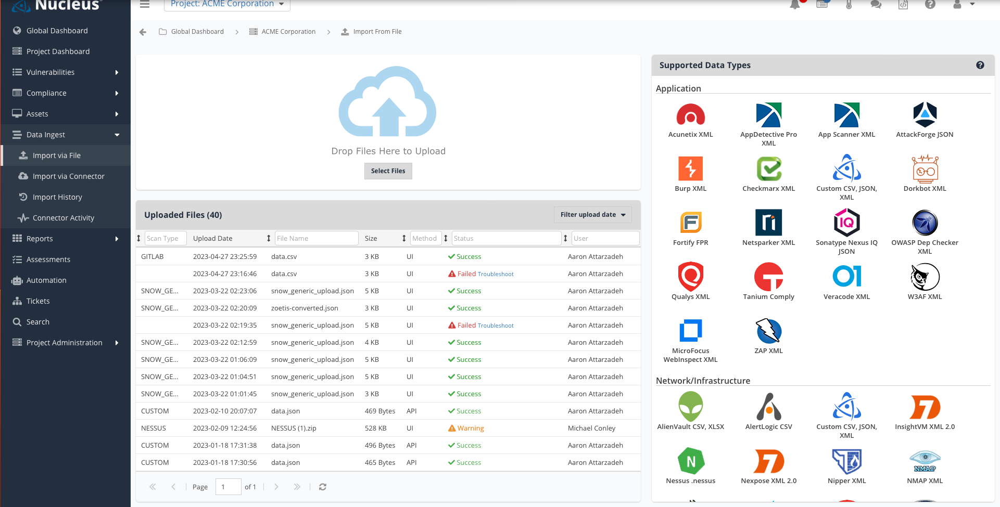 Nucleus
Project: ACME Corporation
Global Dashboard
Project Dashboard
Vulnerabilities
Compliance
Assets
Data Ingest
Import via File
Import via Connector
Import History
Connector Activity
Reports
Assessments
Automation
Tickets
Search
Project Administration
Global Dashboard > ACME Corporation > Import From File
Drop Files Here to Upload
Select Files
Uploaded Files (40)
Filter upload date
Scan Type Upload Date File Name Size Method Status User
GITLAB 2023-04-27 23:25:59 data.csv 3 KB UI Success Aaron Attarzadeh
2023-04-27 23:16:46 data.csv 3 KB UI Failed Troubleshoot Aaron Attarzadeh
SNOW_GE... 2023-03-22 02:23:06 snow_generic_upload.json 5 KB UI Success Aaron Attarzadeh
SNOW_GE... 2023-03-22 02:20:09 zoetis-converted.json 3 KB UI Success Aaron Attarzadeh
2023-03-22 02:19:35 snow_generic_upload.json 5 KB UI Failed Troubleshoot Aaron Attarzadeh
SNOW_GE... 2023-03-22 02:12:59 snow_generic_upload.json 4 KB UI Success Aaron Attarzadeh
SNOW_GE... 2023-03-22 01:06:09 snow_generic_upload.json 5 KB UI Success Aaron Attarzadeh
SNOW_GE... 2023-03-22 01:04:51 snow_generic_upload.json 5 KB UI Success Aaron Attarzadeh
SNOW_GE... 2023-03-22 01:01:45 snow_generic_upload.json 3 KB UI Success Aaron Attarzadeh
CUSTOM 2023-02-10 20:07:07 data.json 469 Bytes API Success Aaron Attarzadeh
NESSUS 2023-02-09 12:24:56 NESSUS (1).zip 528 KB UI Warning Michael Conley
CUSTOM 2023-01-18 17:31:38 data.json 496 Bytes API Success Aaron Attarzadeh
CUSTOM 2023-01-18 17:30:56 data.json 465 Bytes API Success Aaron Attarzadeh
Page 1 of 1
Supported Data Types
Application
Acunetix XML
AppDetective Pro
XML
App Scanner XML
AttackForge JSON
Burp XML
Checkmarx XML
Custom CSV, JSON,
XML
Dorkbot XML
Fortify FPR
Netsparker XML
IQ
Sonatype Nexus IQ
JSON
OWASP Dep Checker
XML
Qualys XML
Tanium Comply
Veracode XML
W3AF XML
MicroFocus
WebInspect XML
ZAP XML
Network/Infrastructure
AlienVault CSV, XLSX
AlertLogic CSV
Custom CSV, JSON,
XML
InsightVM XML 2.0
N
Nessus .nessus
Nexpose XML 2.0
Nipper XML
NMAP
NMAP XML